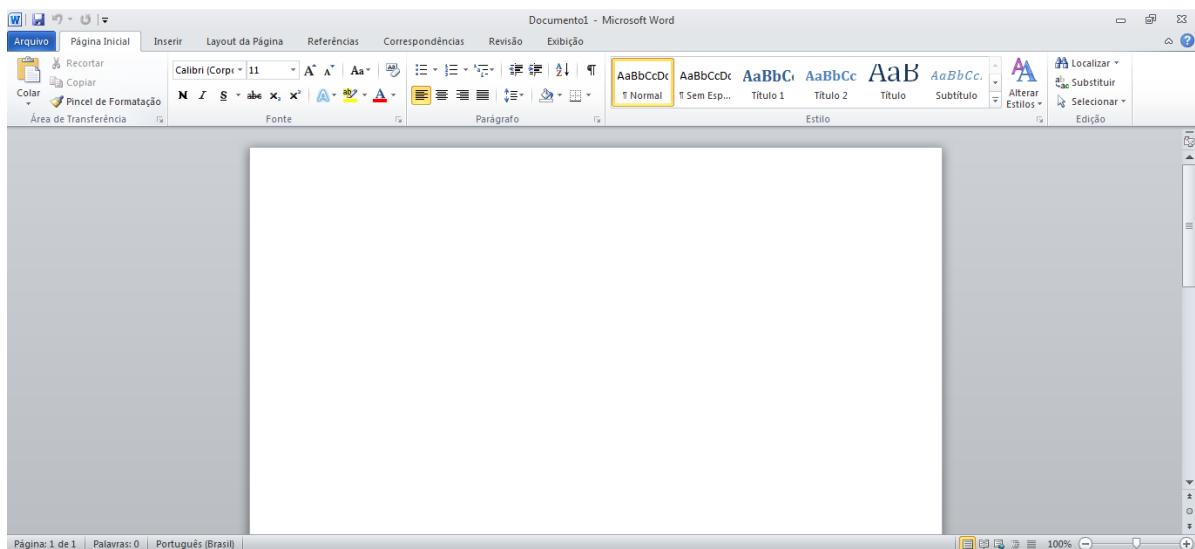 W Documento1 - Microsoft Word
Arquivo Página Inicial Inserir Layout da Página Referências Correspondências Revisão Exibição
Colar
Recortar
Copiar
Pincel de Formatação
Área de Transferência
Calibri (Corpo 11 A A Aa
N I S abc x₂ x² A ab A
Fonte
Parágrafo
AaBbCcDc AaBbCcDc AaBbC AaBbCc AaB AaBbCc.
¶ Normal ¶ Sem Esp... Título 1 Título 2 Título Subtítulo
Alterar
Estilos
Estilo
Localizar
Substituir
Selecionar
Edição
Página: 1 de 1 Palavras: 0 Português (Brasil) 100%